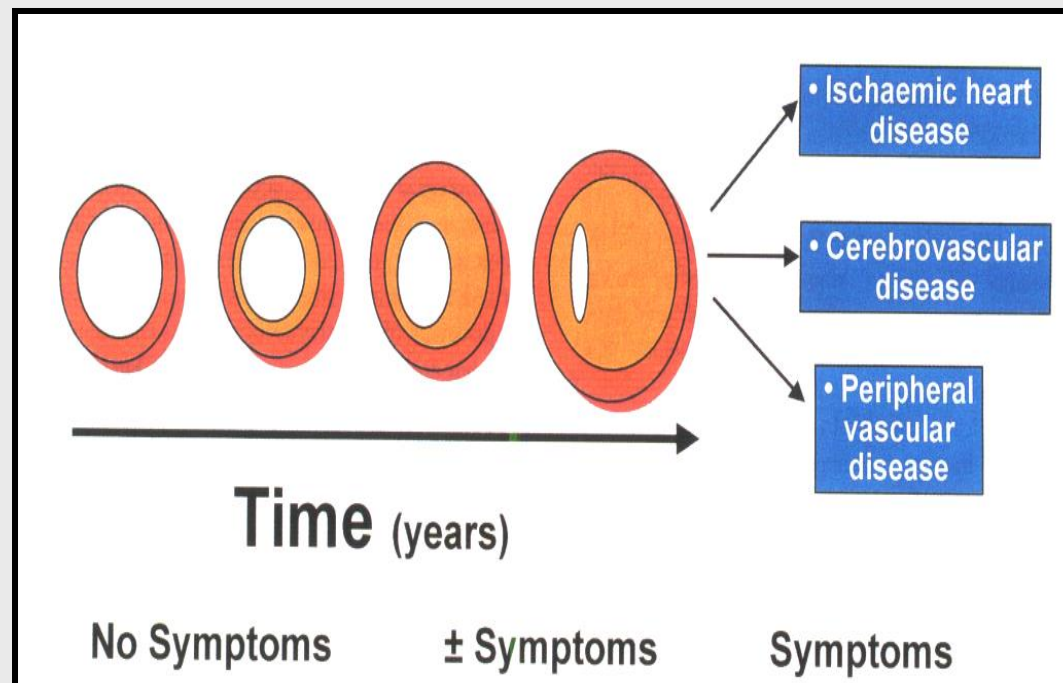 • Ischaemic heart
disease
• Cerebrovascular
disease
• Peripheral
vascular
disease
Time (years)
No Symptoms
± Symptoms
Symptoms